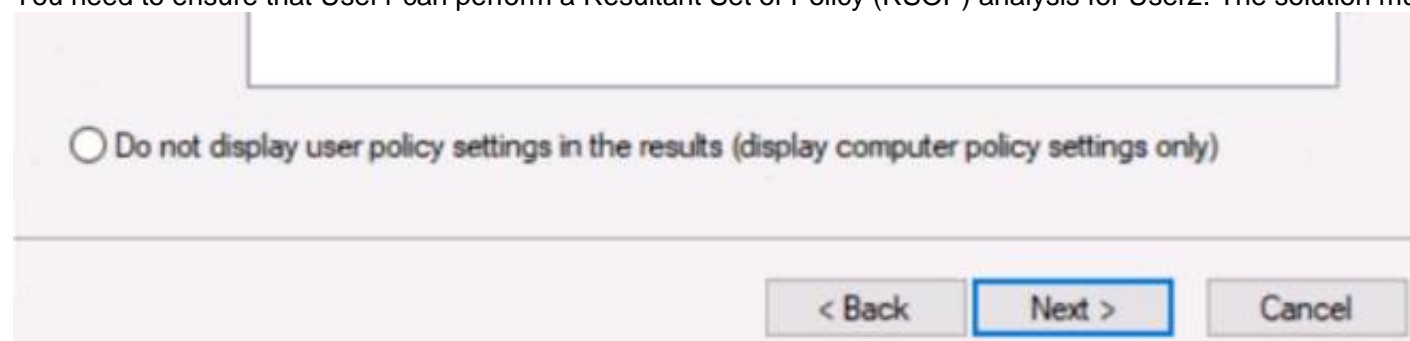 You need to ensure that User1 can perform a Resultant Set of Policy (RSOP) analysis for User2. The solution
Do not display user policy settings in the results (display computer policy settings only)
< Back Next > Cancel